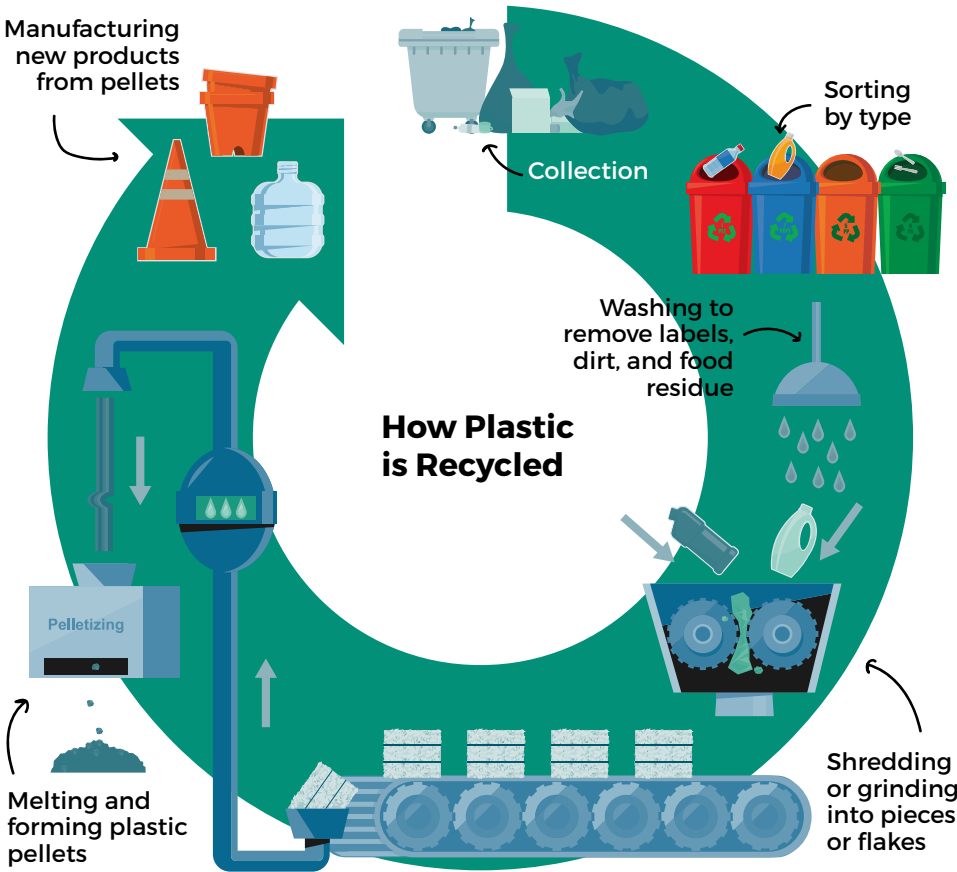 Manufacturing
new products
from pellets
Collection
Sorting
by type
Washing to
remove labels,
dirt, and food
residue
How Plastic
is Recycled
Shredding
or grinding
into pieces
or flakes
Pelletizing
Melting and
forming plastic
pellets